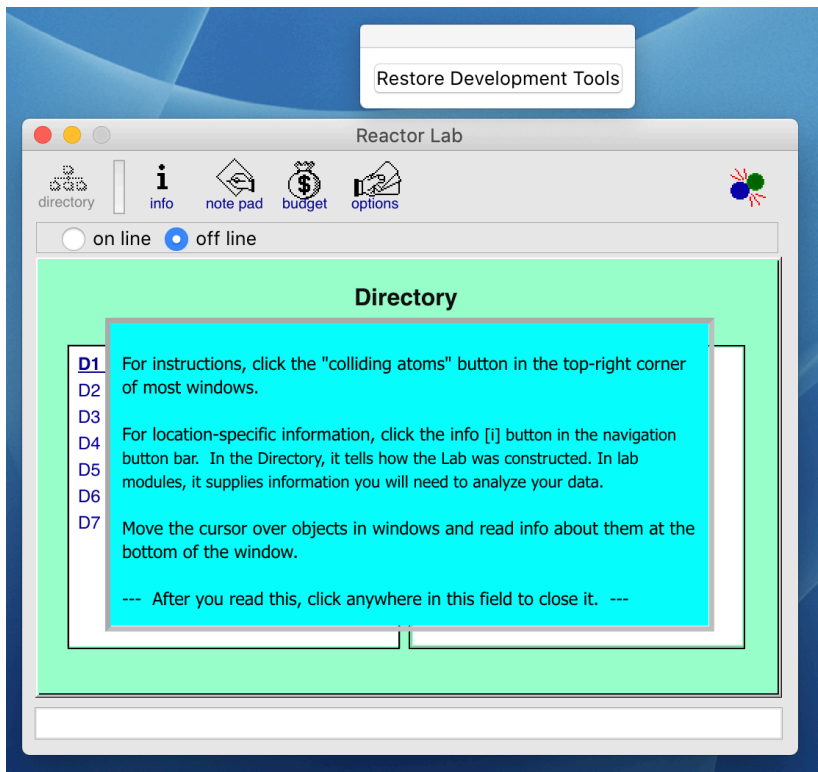 Restore Development Tools
Reactor Lab
directory
info
note pad
budget
options
on line
off line
Directory
D1
D2
D3
D4
D5
D6
D7
For instructions, click the "colliding atoms" button in the top-right corner
of most windows.
For location-specific information, click the info [i] button in the navigation
button bar.  In the Directory, it tells how the Lab was constructed. In lab
modules, it supplies information you will need to analyze your data.
Move the cursor over objects in windows and read info about them at the
bottom of the window.
---  After you read this, click anywhere in this field to close it.  ---